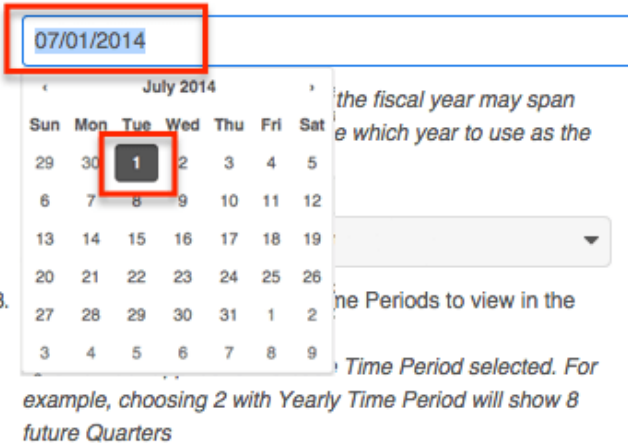 07/01/2014
‹ July 2014 ›
Sun Mon Tue Wed Thu Fri Sat
29 30 1 2 3 4 5
6 7 8 9 10 11 12
13 14 15 16 17 18 19
20 21 22 23 24 25 26
27 28 29 30 31 1 2
3 4 5 6 7 8 9
the fiscal year may span
which year to use as the
Periods to view in the
Time Period selected. For
example, choosing 2 with Yearly Time Period will show 8
future Quarters